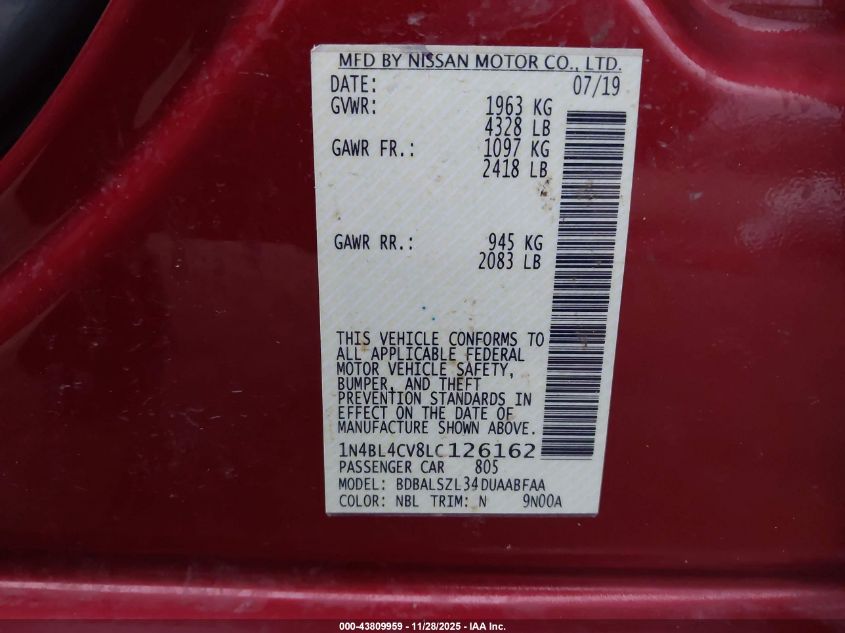 MFD BY NISSAN MOTOR CO., LTD.
DATE: 07/19
GVWR: 1963 KG
4328 LB
GAWR FR.: 1097 KG
2418 LB
GAWR RR.: 945 KG
2083 LB
THIS VEHICLE CONFORMS TO
ALL APPLICABLE FEDERAL
MOTOR VEHICLE SAFETY,
BUMPER, AND THEFT
PREVENTION STANDARDS IN
EFFECT ON THE DATE OF
MANUFACTURE SHOWN ABOVE.
1N4BL4CV8LC126162
PASSENGER CAR 805
MODEL: BDBALSZL34DUAABFAA
COLOR: NBL TRIM: N 9N00A
000-43809959 - 11/28/2025 - IAA Inc.